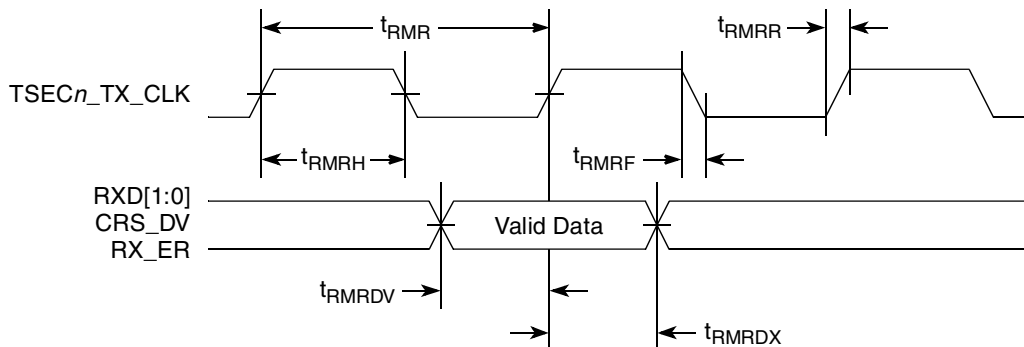 tRMR
tRMRR
TSECn_TX_CLK
tRMRH
tRMRF
RXD[1:0]
CRS_DV
Valid Data
RX_ER
tRMRDV
tRMRDX